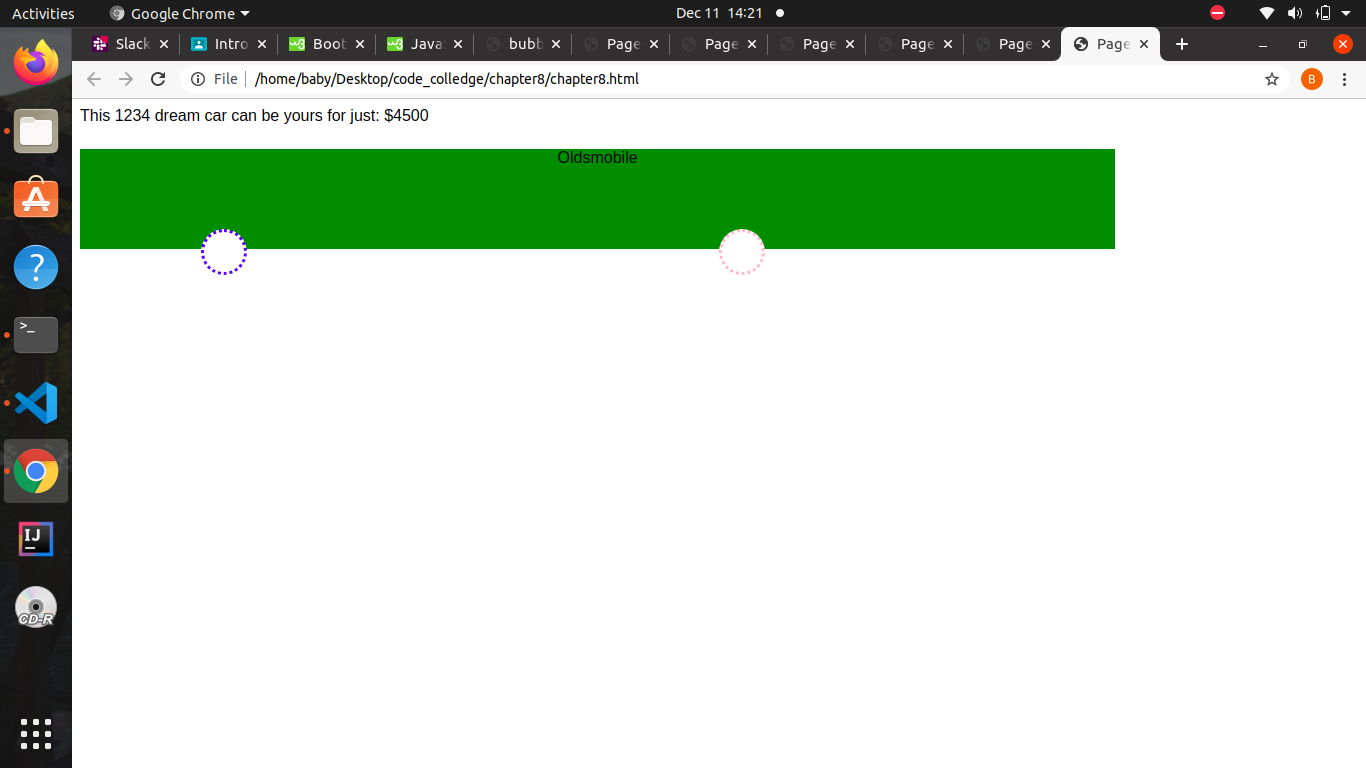 Activities Google Chrome Dec 11 14:21
Slack Intro Boot Java bubb Page Page Page Page Page Page
File /home/baby/Desktop/code_colledge/chapter8/chapter8.html B
This 1234 dream car can be yours for just: $4500
Oldsmobile
>_
IJ
CD-R